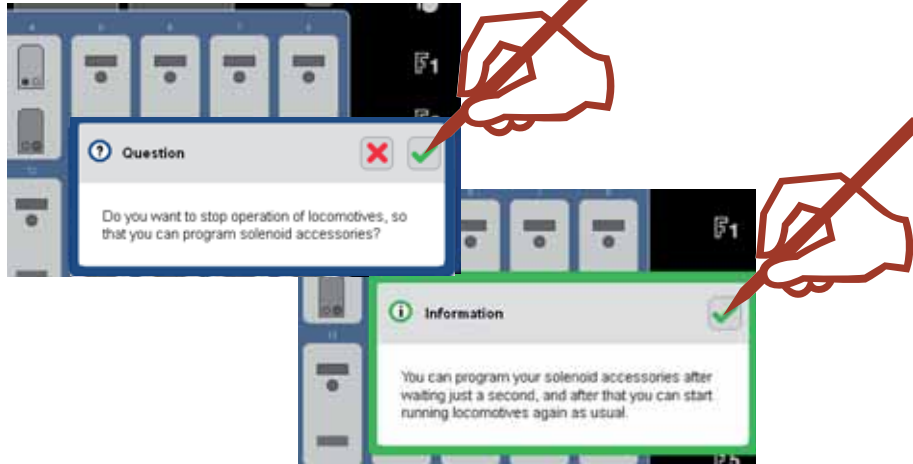 F1
Question
Do you want to stop operation of locomotives, so
that you can program solenoid accessories?
F1
Information
You can program your solenoid accessories after
waiting just a second, and after that you can start
running locomotives again as usual.
F5